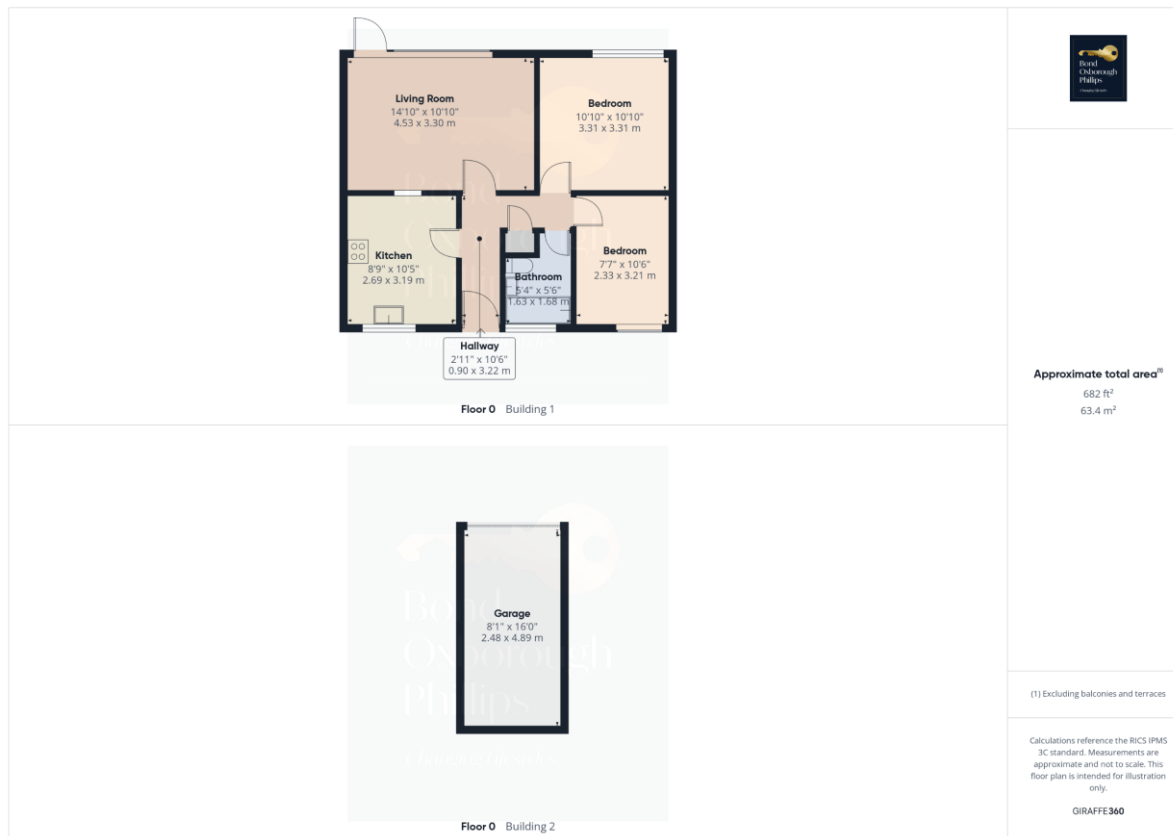 Living Room
14'10" x 10'10"
4.53 x 3.30 m
Bedroom
10'10" x 10'10"
3.31 x 3.31 m
Kitchen
8'9" x 10'5"
2.69 x 3.19 m
Bathroom
5'4" x 5'6"
1.63 x 1.68 m
Bedroom
7'7" x 10'6"
2.33 x 3.21 m
Hallway
2'11" x 10'6"
0.90 x 3.22 m
Floor 0 Building 1
Garage
8'1" x 16'0"
2.48 x 4.89 m
Bond
Oxborough
Phillips
Floor 0 Building 2
Bond
Oxborough
Phillips
Approximate total area(1)
682 ft²
63.4 m²
(1) Excluding balconies and terraces
Calculations reference the RICS IPMS
3C standard. Measurements are
approximate and not to scale. This
floor plan is intended for illustration
only.
GIRAFFE360